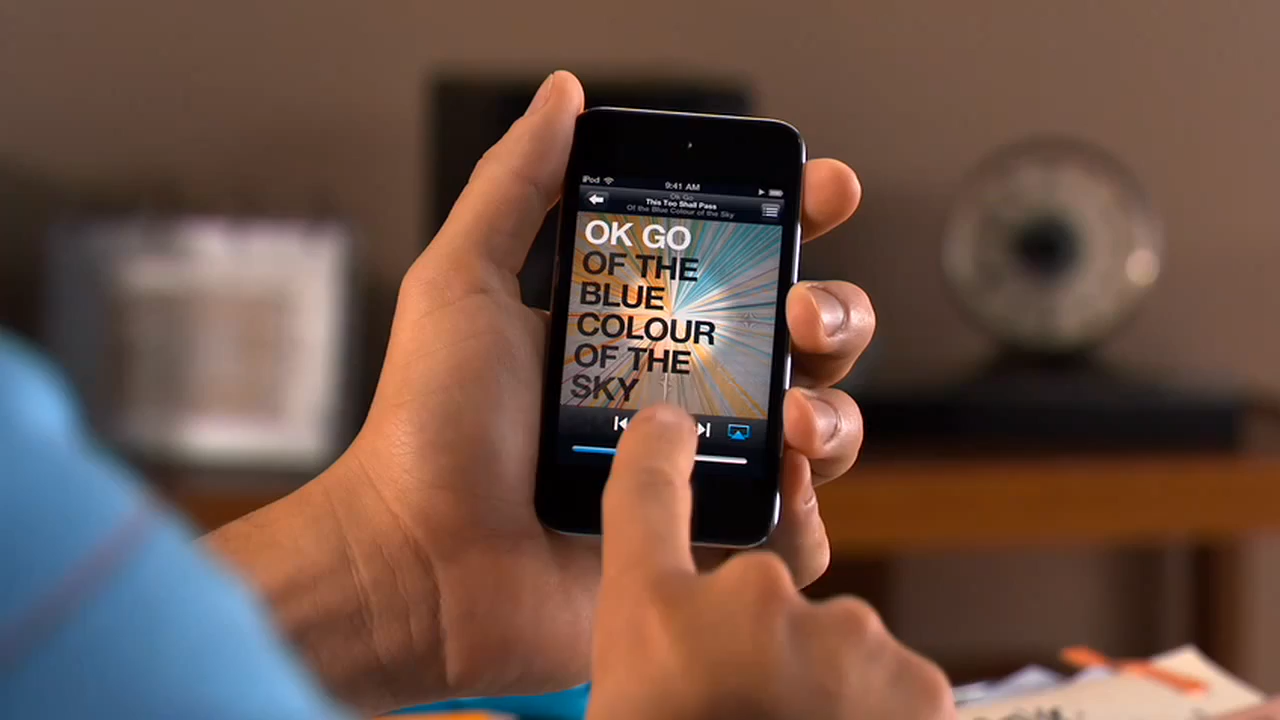 iPod
9:41 AM
Ok Go
This Too Shall Pass
Of the Blue Colour of the Sky
OK GO
OF THE
BLUE
COLOUR
OF THE
SKY